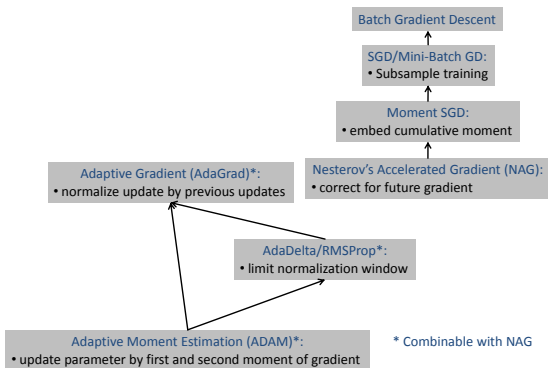 Batch Gradient Descent
SGD/Mini-Batch GD:
• Subsample training
Moment SGD:
• embed cumulative moment
Adaptive Gradient (AdaGrad)*:
• normalize update by previous updates
Nesterov's Accelerated Gradient (NAG):
• correct for future gradient
AdaDelta/RMSProp*:
• limit normalization window
Adaptive Moment Estimation (ADAM)*:
• update parameter by first and second moment of gradient
* Combinable with NAG